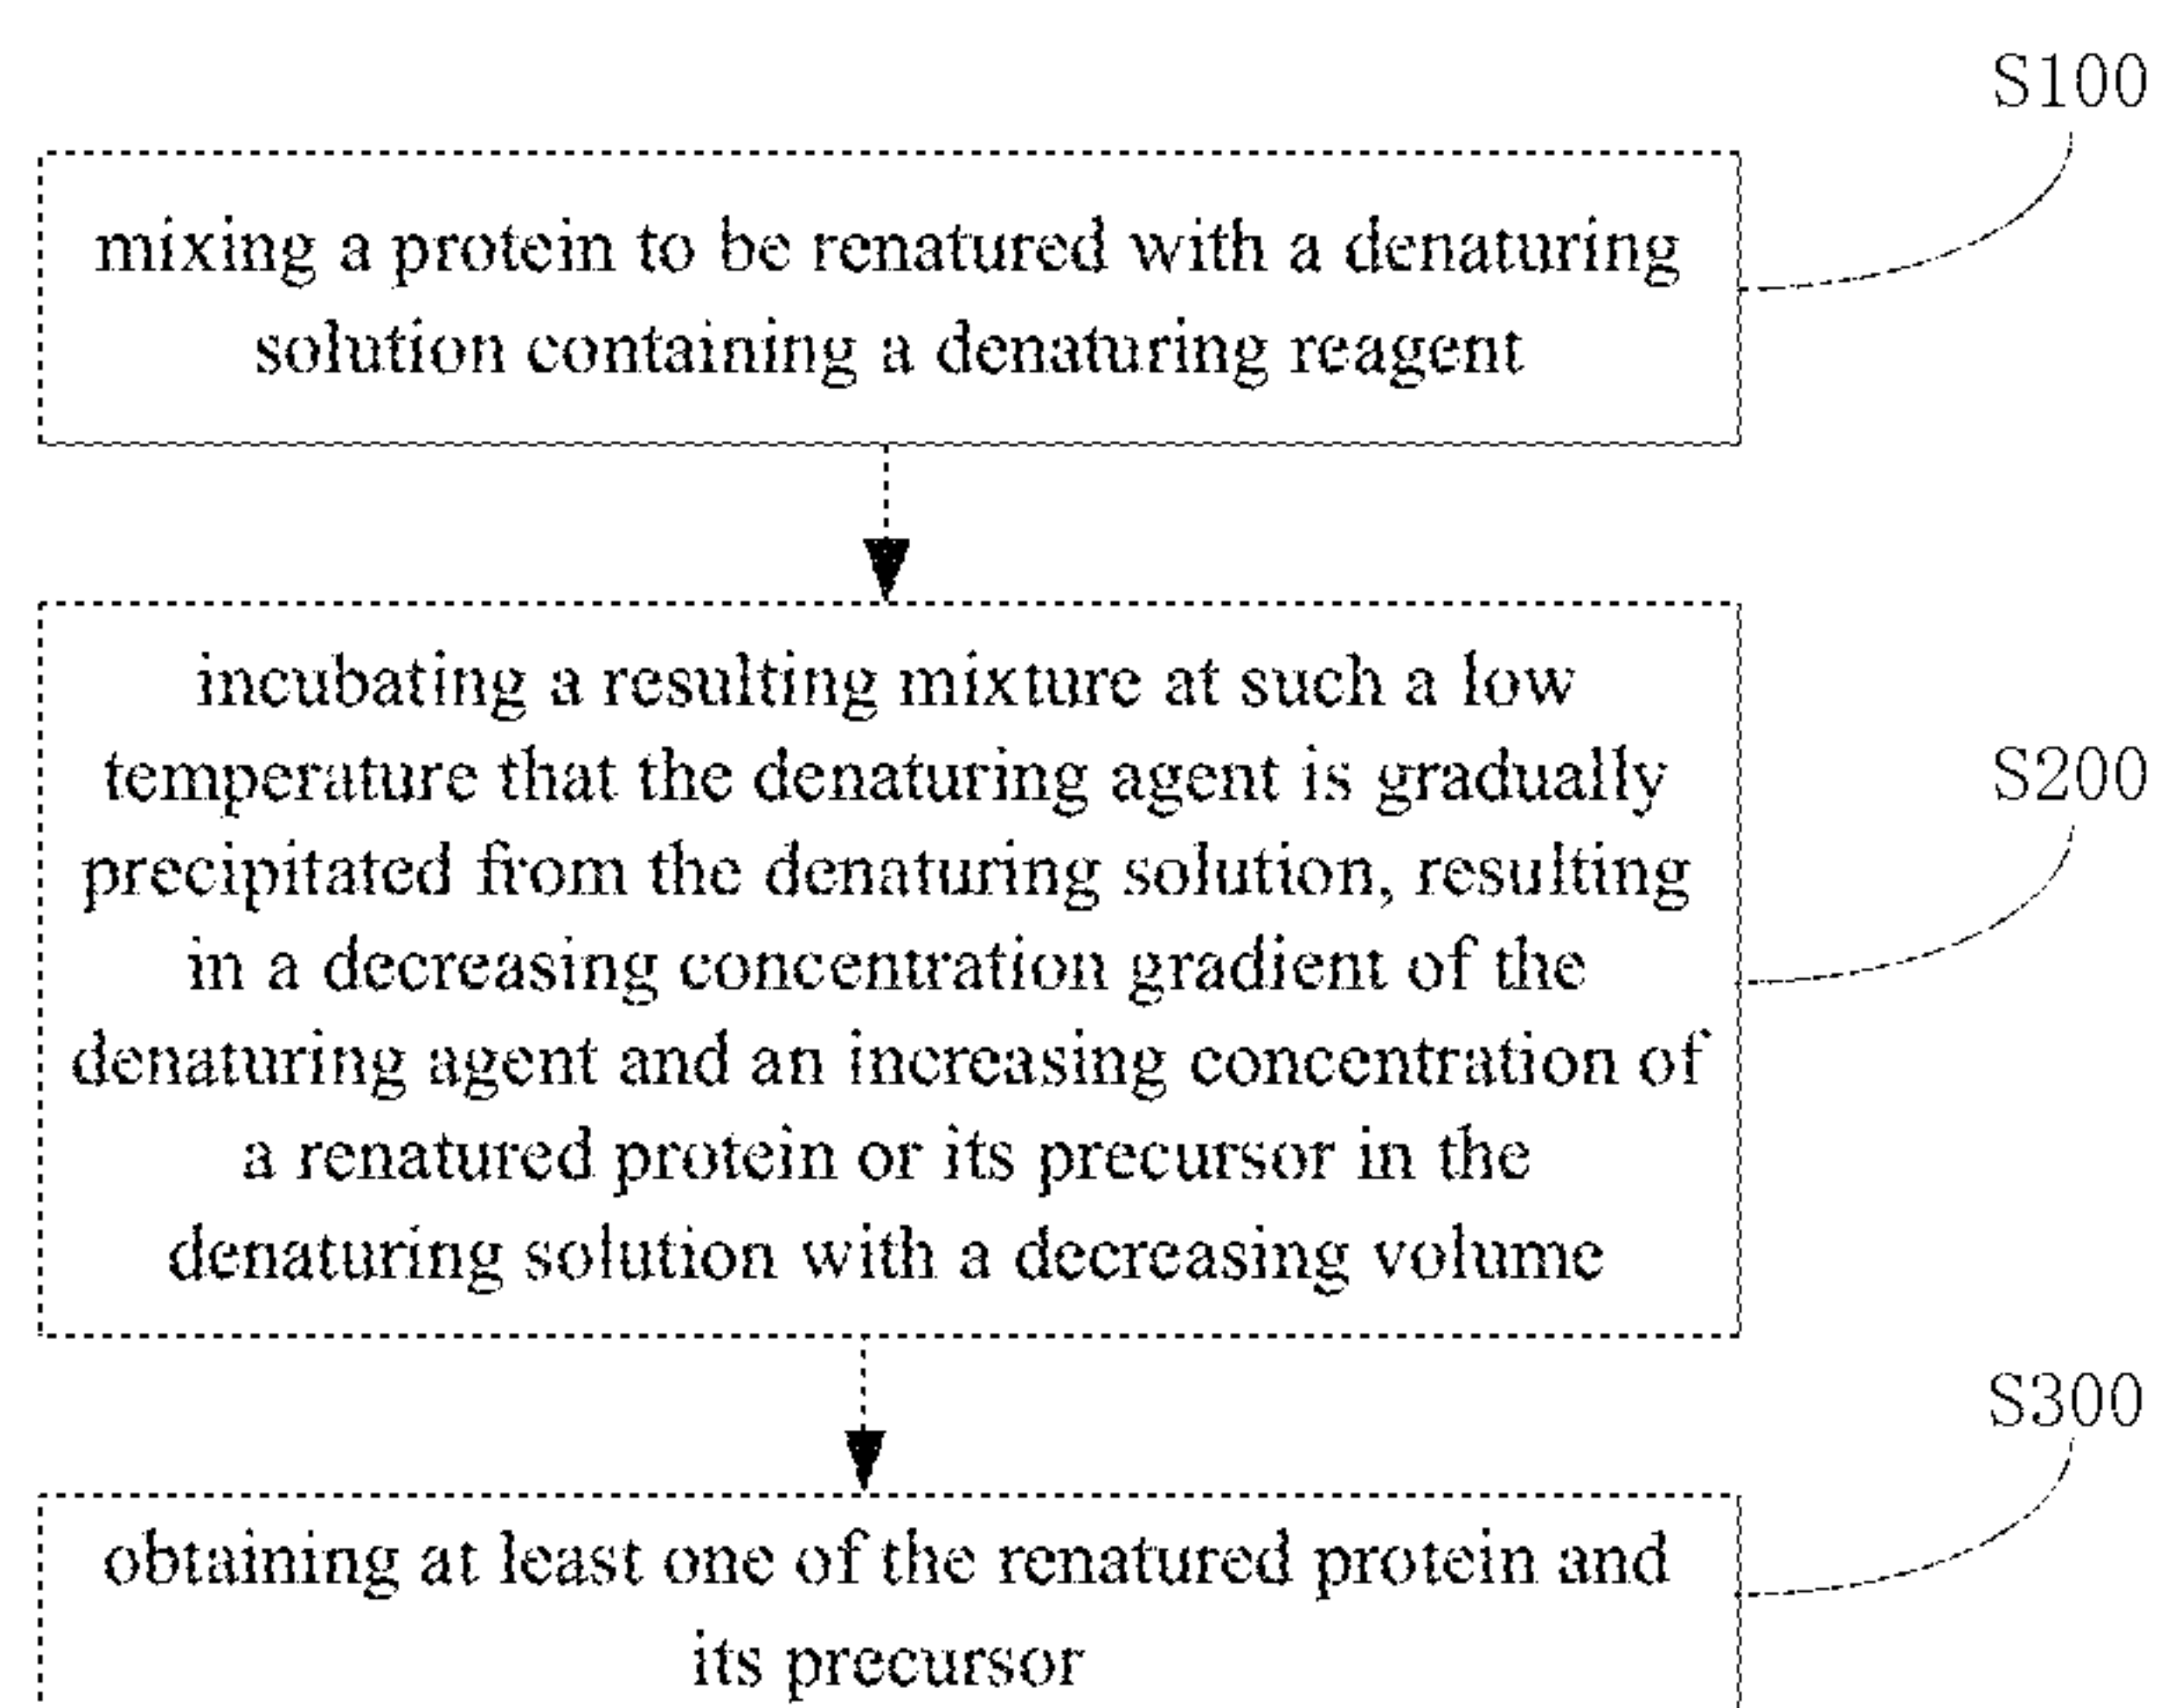 S100
mixing a protein to be renatured with a denaturing
solution containing a denaturing reagent
incubating a resulting mixture at such a low
temperature that the denaturing agent is gradually
S200
precipitated from the denaturing solution, resulting
in a decreasing concentration gradient of the
denaturing agent and an increasing concentration of
a renatured protein or its precursor in the
denaturing solution with a decreasing volume
S300
obtaining at least one of the renatured protein and
its precursor